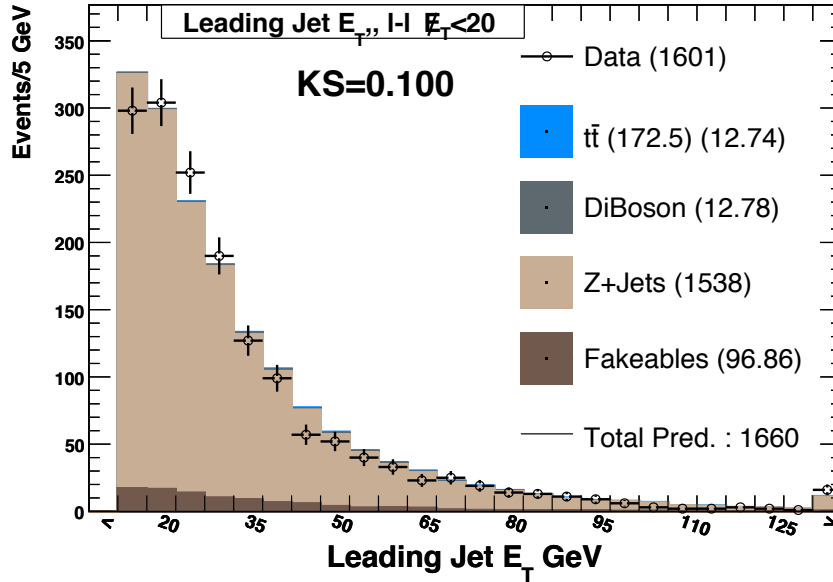 Leading Jet E_T,, l-l E̸_T<20
KS=0.100
Events/5 GeV
350
300
250
200
150
100
50
0
Data (1601)
tt̄ (172.5) (12.74)
DiBoson (12.78)
Z+Jets (1538)
Fakeables (96.86)
Total Pred. : 1660
< 20 35 50 65 80 95 110 125 >
Leading Jet E_T GeV